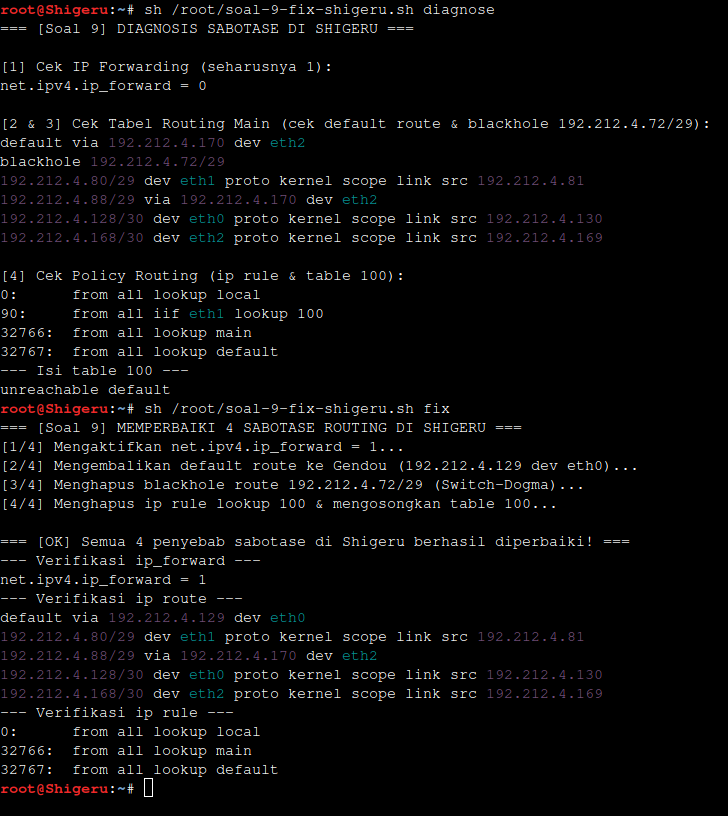 root@Shigeru:~# sh /root/soal-9-fix-shigeru.sh diagnose
=== [Soal 9] DIAGNOSIS SABOTASE DI SHIGERU ===
[1] Cek IP Forwarding (seharusnya 1):
net.ipv4.ip_forward = 0
[2 & 3] Cek Tabel Routing Main (cek default route & blackhole 192.212.4.72/29):
default via 192.212.4.170 dev eth2
blackhole 192.212.4.72/29
192.212.4.80/29 dev eth1 proto kernel scope link src 192.212.4.81
192.212.4.88/29 via 192.212.4.170 dev eth2
192.212.4.128/30 dev eth0 proto kernel scope link src 192.212.4.130
192.212.4.168/30 dev eth2 proto kernel scope link src 192.212.4.169
[4] Cek Policy Routing (ip rule & table 100):
0:      from all lookup local
90:     from all iif eth1 lookup 100
32766:  from all lookup main
32767:  from all lookup default
--- Isi table 100 ---
unreachable default
root@Shigeru:~# sh /root/soal-9-fix-shigeru.sh fix
=== [Soal 9] MEMPERBAIKI 4 SABOTASE ROUTING DI SHIGERU ===
[1/4] Mengaktifkan net.ipv4.ip_forward = 1...
[2/4] Mengembalikan default route ke Gendou (192.212.4.129 dev eth0)...
[3/4] Menghapus blackhole route 192.212.4.72/29 (Switch-Dogma)...
[4/4] Menghapus ip rule lookup 100 & mengosongkan table 100...
=== [OK] Semua 4 penyebab sabotase di Shigeru berhasil diperbaiki! ===
--- Verifikasi ip_forward ---
net.ipv4.ip_forward = 1
--- Verifikasi ip route ---
default via 192.212.4.129 dev eth0
192.212.4.80/29 dev eth1 proto kernel scope link src 192.212.4.81
192.212.4.88/29 via 192.212.4.170 dev eth2
192.212.4.128/30 dev eth0 proto kernel scope link src 192.212.4.130
192.212.4.168/30 dev eth2 proto kernel scope link src 192.212.4.169
--- Verifikasi ip rule ---
0:      from all lookup local
32766:  from all lookup main
32767:  from all lookup default
root@Shigeru:~#